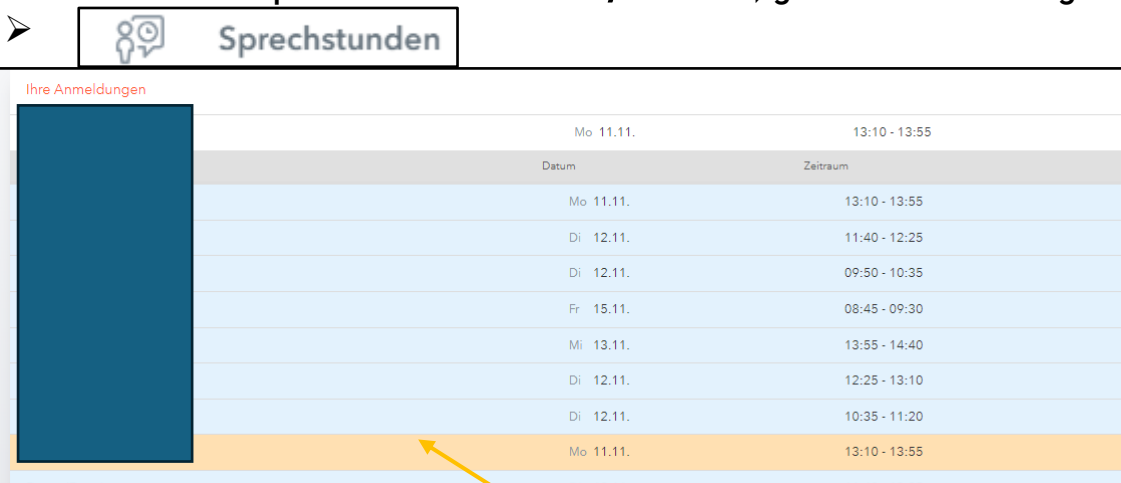 ➢ Sprechstunden
Ihre Anmeldungen
Mo 11.11. 13:10 - 13:55
Datum Zeitraum
Mo 11.11. 13:10 - 13:55
Di 12.11. 11:40 - 12:25
Di 12.11. 09:50 - 10:35
Fr 15.11. 08:45 - 09:30
Mi 13.11. 13:55 - 14:40
Di 12.11. 12:25 - 13:10
Di 12.11. 10:35 - 11:20
Mo 11.11. 13:10 - 13:55